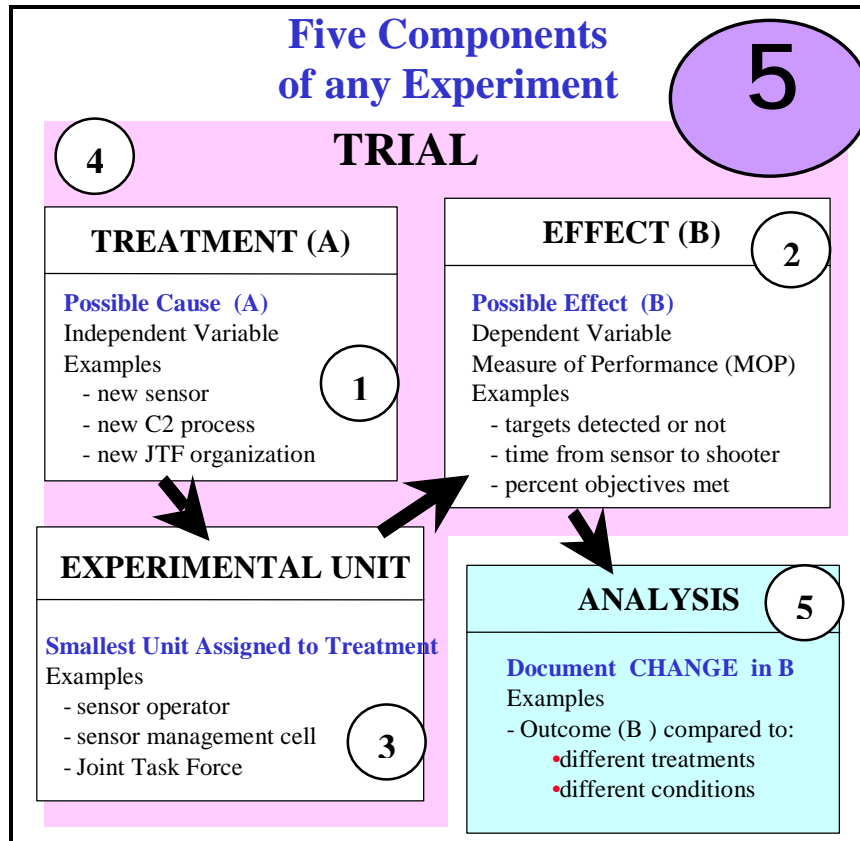 Five Components
of any Experiment
5
4
TRIAL
TREATMENT (A)
Possible Cause (A)
Independent Variable
Examples
- new sensor
- new C2 process
- new JTF organization
1
EFFECT (B)
2
Possible Effect (B)
Dependent Variable
Measure of Performance (MOP)
Examples
- targets detected or not
- time from sensor to shooter
- percent objectives met
EXPERIMENTAL UNIT
Smallest Unit Assigned to Treatment
Examples
- sensor operator
- sensor management cell
- Joint Task Force
3
ANALYSIS
5
Document CHANGE in B
Examples
- Outcome (B ) compared to:
•different treatments
•different conditions